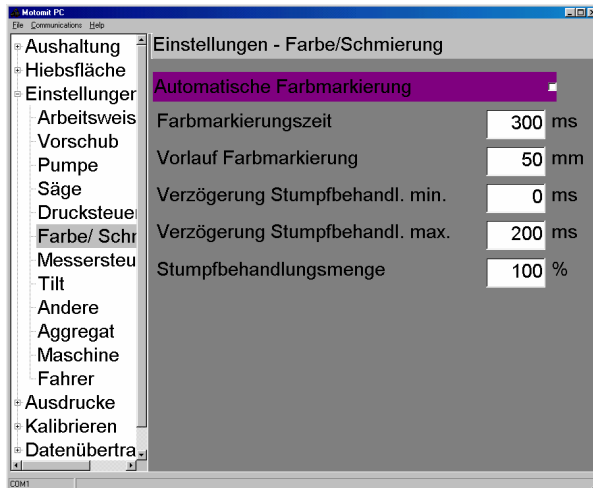 Motomit PC
File Communications Help
Aushaltung
Hiebsfläche
Einstellunger
Arbeitsweis
Vorschub
Pumpe
Säge
Drucksteuer
Farbe/ Schr
Messersteu
Tilt
Andere
Aggregat
Maschine
Fahrer
Ausdrucke
Kalibrieren
Datenübertra
Einstellungen - Farbe/Schmierung
Automatische Farbmarkierung
Farbmarkierungszeit 300 ms
Vorlauf Farbmarkierung 50 mm
Verzögerung Stumpfbehandl. min. 0 ms
Verzögerung Stumpfbehandl. max. 200 ms
Stumpfbehandlungsmenge 100 %
COM1